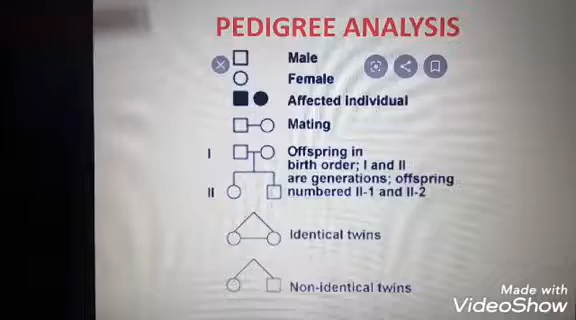 PEDIGREE ANALYSIS
Male
Female
Affected individual
Mating
I
Offspring in
birth order; I and II
are generations; offspring
II
numbered II-1 and II-2
Identical twins
Non-identical twins
Made with
VideoShow